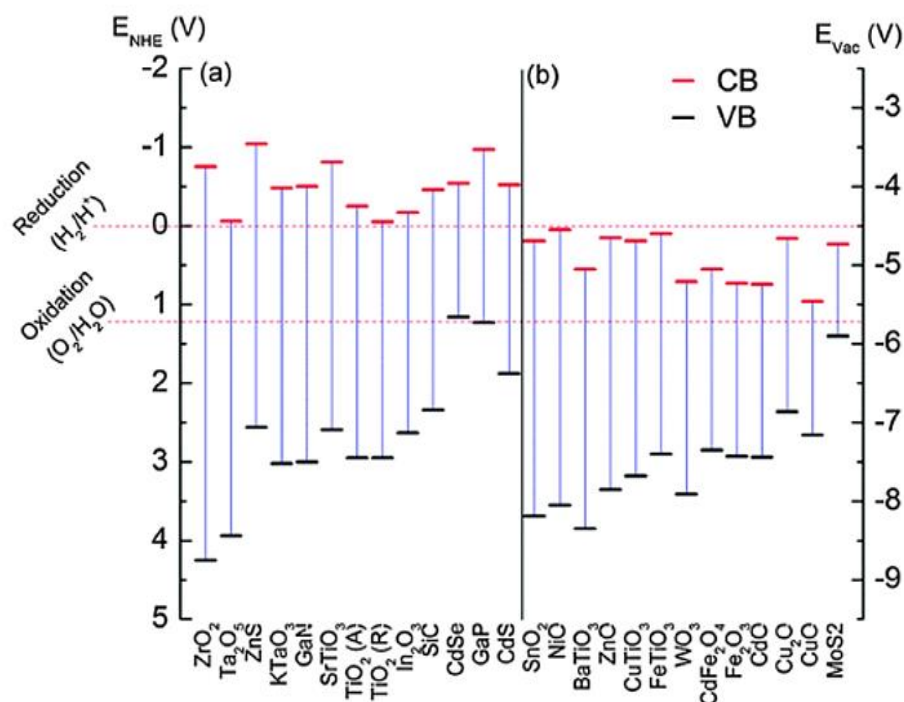 E_NHE (V)
E_Vac (V)
-2
-1
0
1
2
3
4
5
(a)
(b)
CB
VB
-3
-4
-5
-6
-7
-8
-9
Reduction
(H₂/H⁺)
Oxidation
(O₂/H₂O)
ZrO₂
Ta₂O₅
ZnS
KTaO₃
GaN
SrTiO₃
TiO₂ (A)
TiO₂ (R)
In₂O₃
SiC
CdSe
GaP
CdS
SnO₂
NiO
BaTiO₃
ZnO
CuTiO₃
FeTiO₃
WO₃
CdFe₂O₄
Fe₂O₃
CdO
Cu₂O
CuO
MoS2